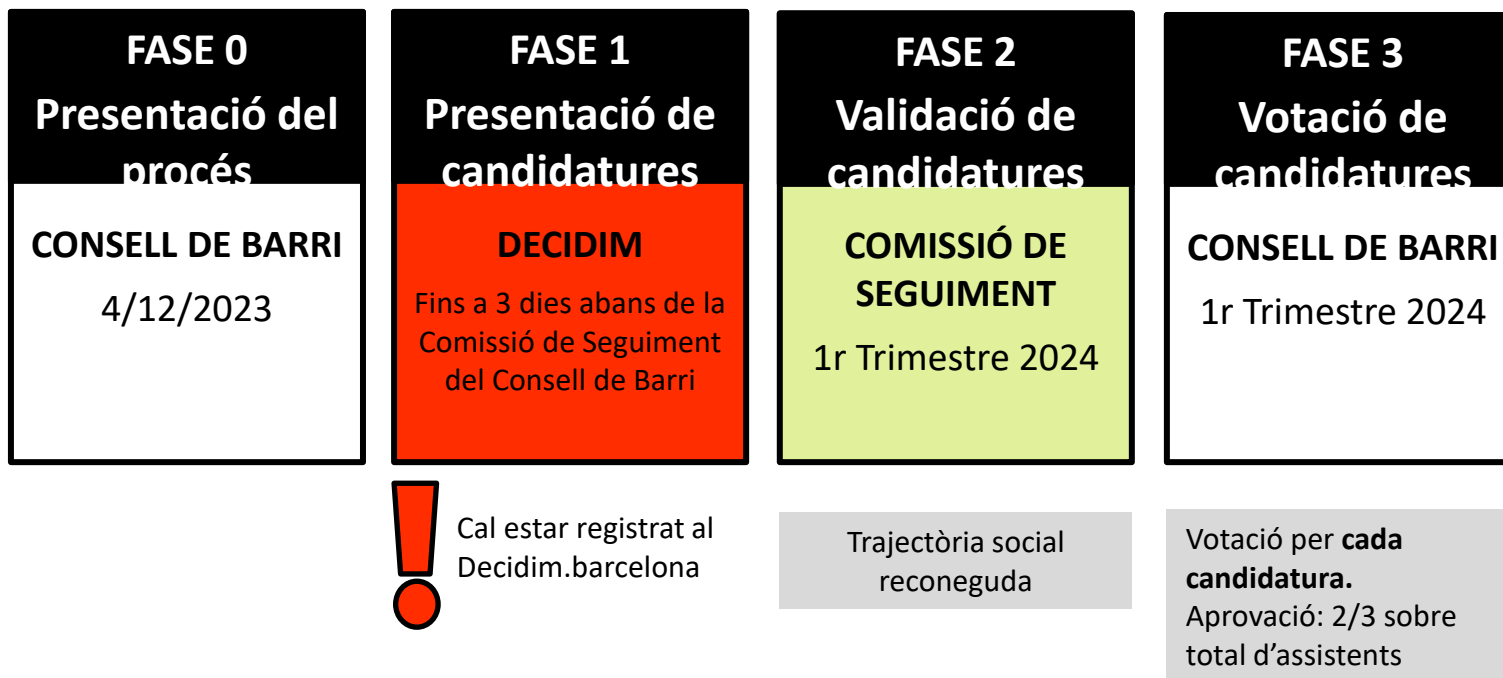 FASE 0
Presentació del
procés
CONSELL DE BARRI
4/12/2023
FASE 1
Presentació de
candidatures
DECIDIM
Fins a 3 dies abans de la
Comissió de Seguiment
del Consell de Barri
Cal estar registrat al
Decidim.barcelona
FASE 2
Validació de
candidatures
COMISSIÓ DE
SEGUIMENT
1r Trimestre 2024
Trajectòria social
reconeguda
FASE 3
Votació de
candidatures
CONSELL DE BARRI
1r Trimestre 2024
Votació per cada
candidatura.
Aprovació: 2/3 sobre
total d’assistents